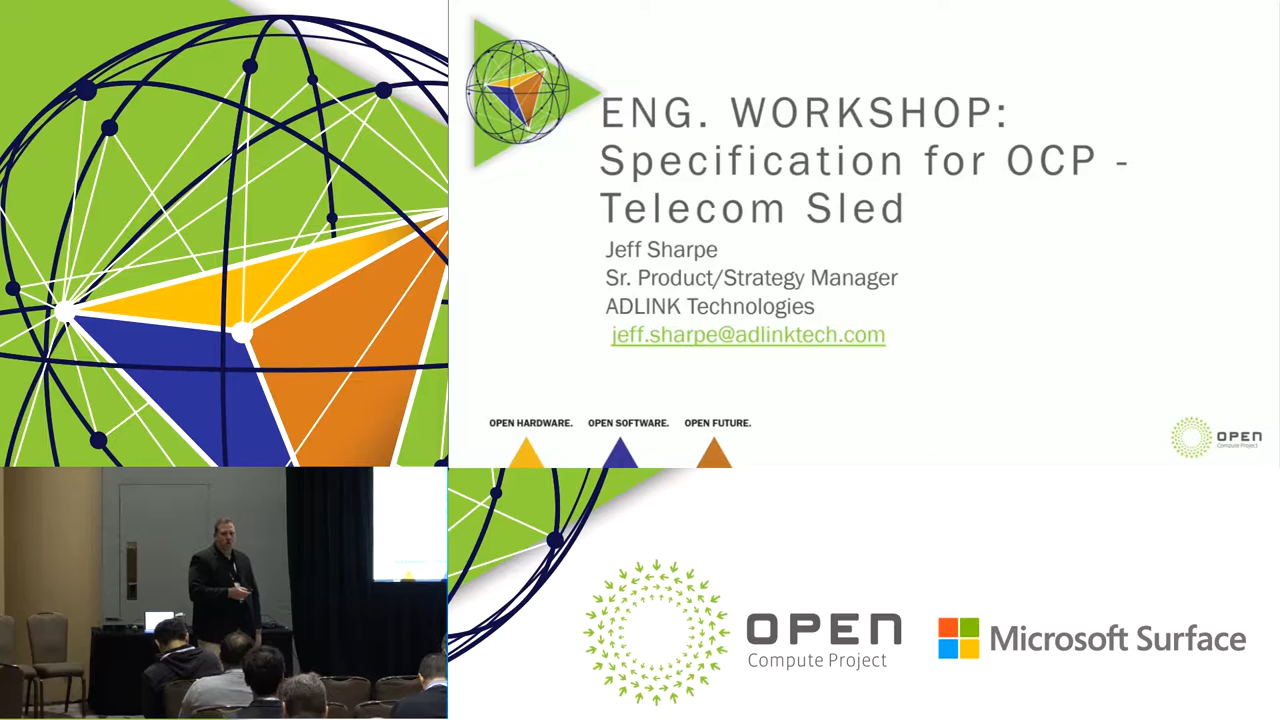 ENG. WORKSHOP:
Specification for OCP -
Telecom Sled
Jeff Sharpe
Sr. Product/Strategy Manager
ADLINK Technologies
jeff.sharpe@adlinktech.com
OPEN HARDWARE. OPEN SOFTWARE. OPEN FUTURE.
OPEN
Compute Project
OPEN
Compute Project
Microsoft Surface